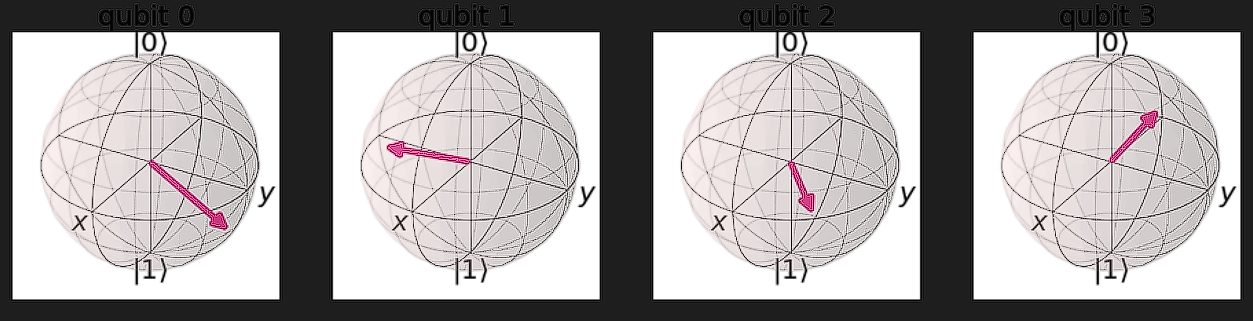 qubit 0 qubit 1 qubit 2 qubit 3
|0⟩ |0⟩ |0⟩ |0⟩
y y y y
x x x x
|1⟩ |1⟩ |1⟩ |1⟩